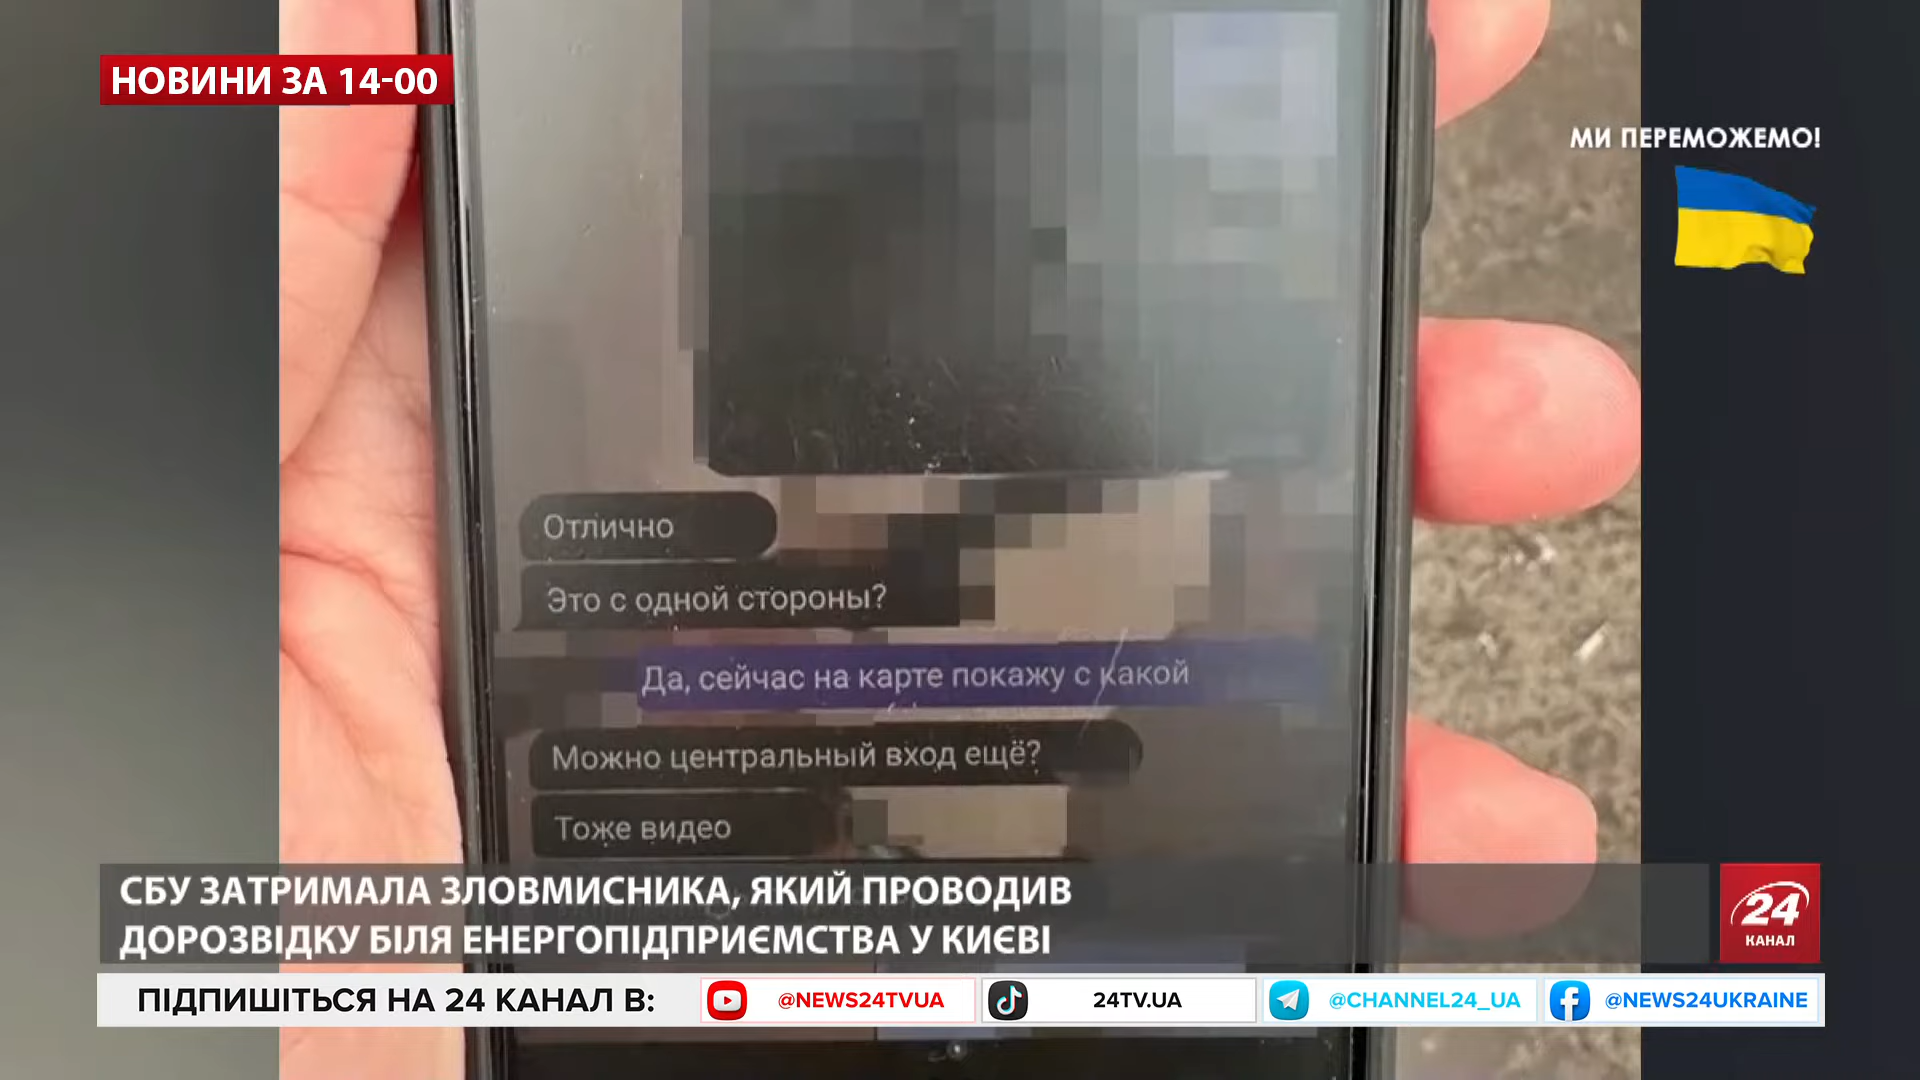 НОВИНИ ЗА 14-00
МИ ПЕРЕМОЖЕМО!
Отлично
Это с одной стороны?
Да, сейчас на карте покажу с какой
Можно центральный вход ещё?
Тоже видео
СБУ ЗАТРИМАЛА ЗЛОВМИСНИКА, ЯКИЙ ПРОВОДИВ
ДОРОЗВІДКУ БІЛЯ ЕНЕРГОПІДПРИЄМСТВА У КИЄВІ
24
КАНАЛ
ПІДПИШІТЬСЯ НА 24 КАНАЛ В:
@NEWS24TVUA
24TV.UA
@CHANNEL24_UA
@NEWS24UKRAINE